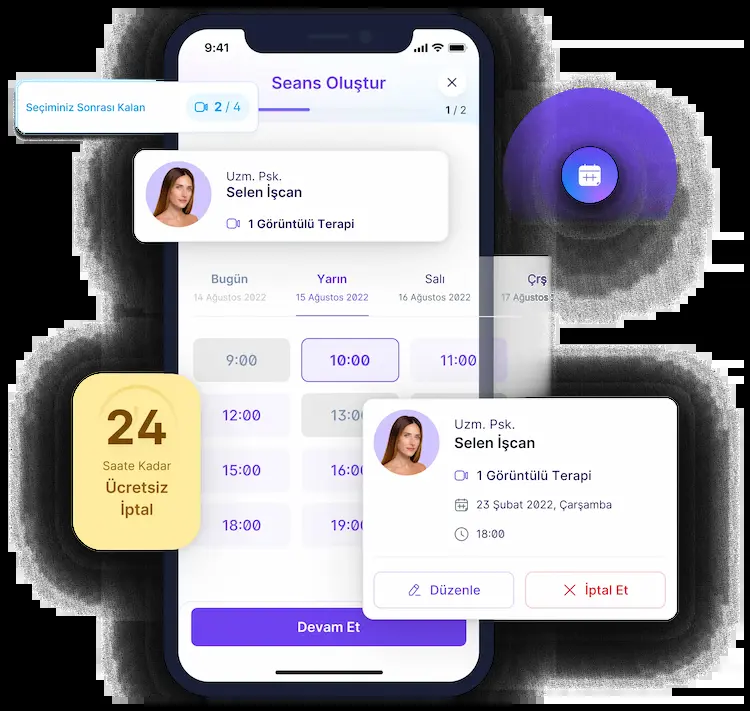 9:41
Seans Oluştur
1 / 2
Seçiminiz Sonrası Kalan
2 / 4
Uzm. Psk.
Selen İşcan
1 Görüntülü Terapi
Bugün
14 Ağustos 2022
Yarın
15 Ağustos 2022
Salı
16 Ağustos 2022
Çrş
17 Ağustos
9:00
10:00
11:00
12:00
13:00
15:00
16:00
18:00
19:00
24
Saate Kadar
Ücretsiz
İptal
Uzm. Psk.
Selen İşcan
1 Görüntülü Terapi
23 Şubat 2022, Çarşamba
18:00
Düzenle
İptal Et
Devam Et